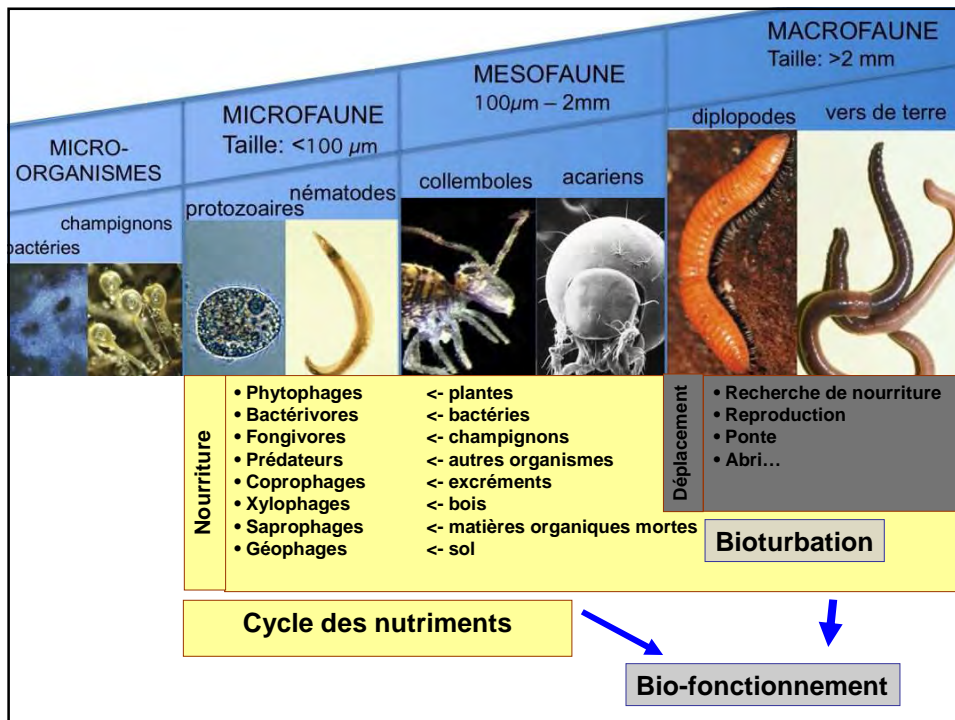 MICRO-
ORGANISMES
bactéries
champignons
MICROFAUNE
Taille: <100 µm
protozoaires
nématodes
MESOFAUNE
100µm – 2mm
collemboles
acariens
MACROFAUNE
Taille: >2 mm
diplopodes
vers de terre
Nourriture
• Phytophages <- plantes
• Bactérivores <- bactéries
• Fongivores <- champignons
• Prédateurs <- autres organismes
• Coprophages <- excréments
• Xylophages <- bois
• Saprophages <- matières organiques mortes
• Géophages <- sol
Déplacement
• Recherche de nourriture
• Reproduction
• Ponte
• Abri…
Bioturbation
Cycle des nutriments
Bio-fonctionnement